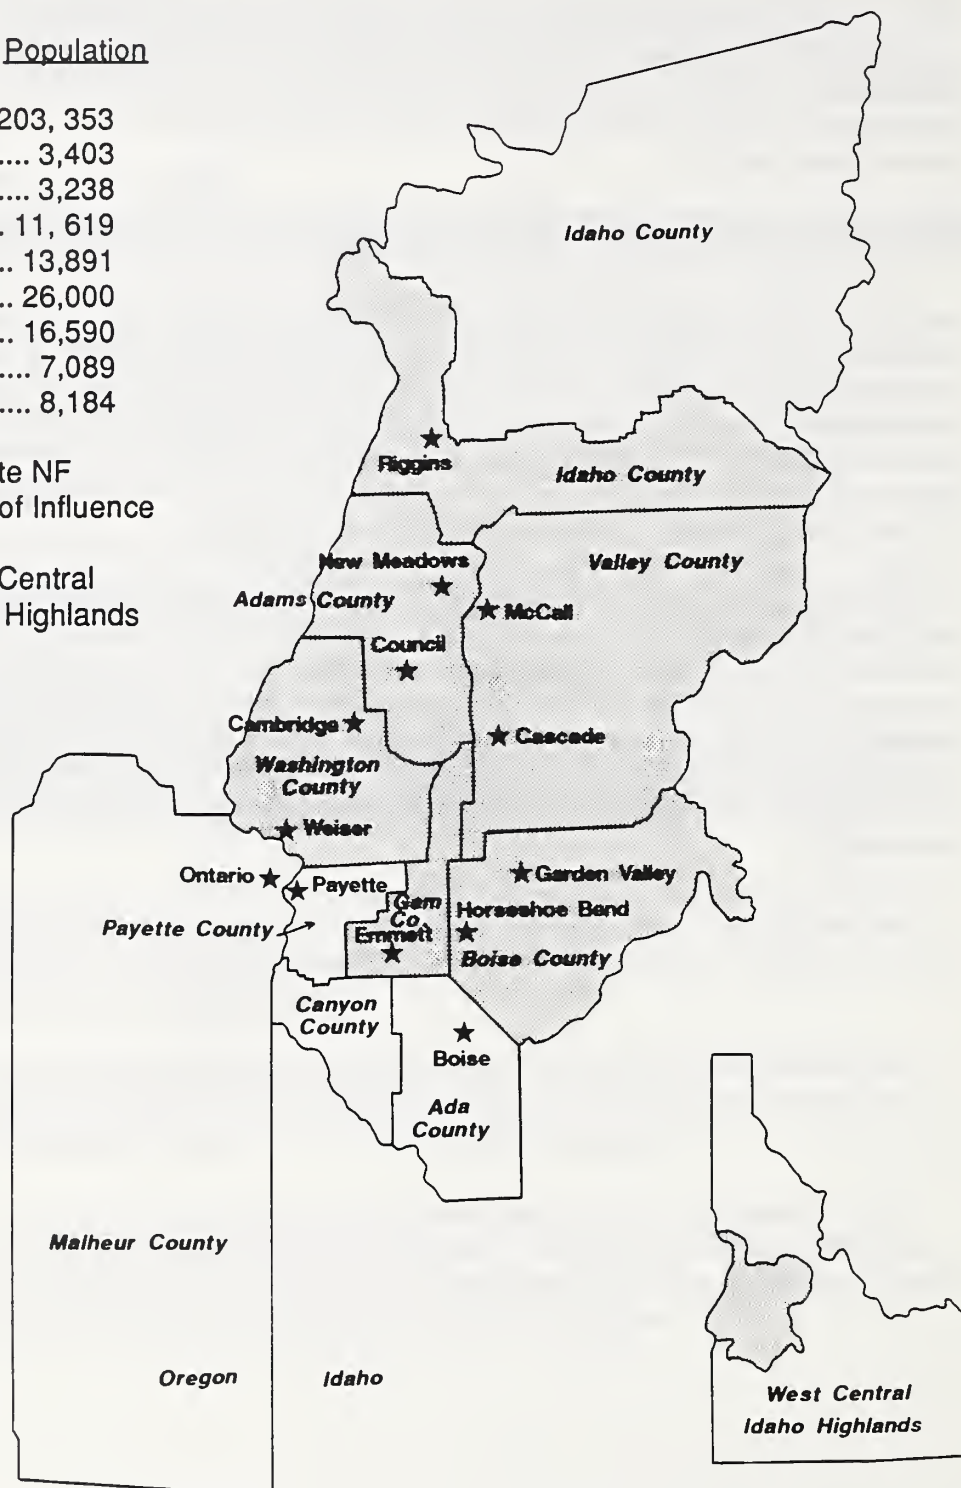 Population
203, 353
.... 3,403
.... 3,238
. 11, 619
.. 13,891
.. 26,000
.. 16,590
.... 7,089
.... 8,184
te NF
of Influence
Central
Highlands
Idaho County
Riggins
Idaho County
New Meadows
Valley County
Adams County
McCall
Council
Cambridge
Cascade
Washington
County
Weiser
Ontario
Payette
Garden Valley
Gem
Co.
Horseshoe Bend
Payette County
Emmett
Boise County
Canyon
County
Boise
Ada
County
Malheur County
Oregon
Idaho
West Central
Idaho Highlands